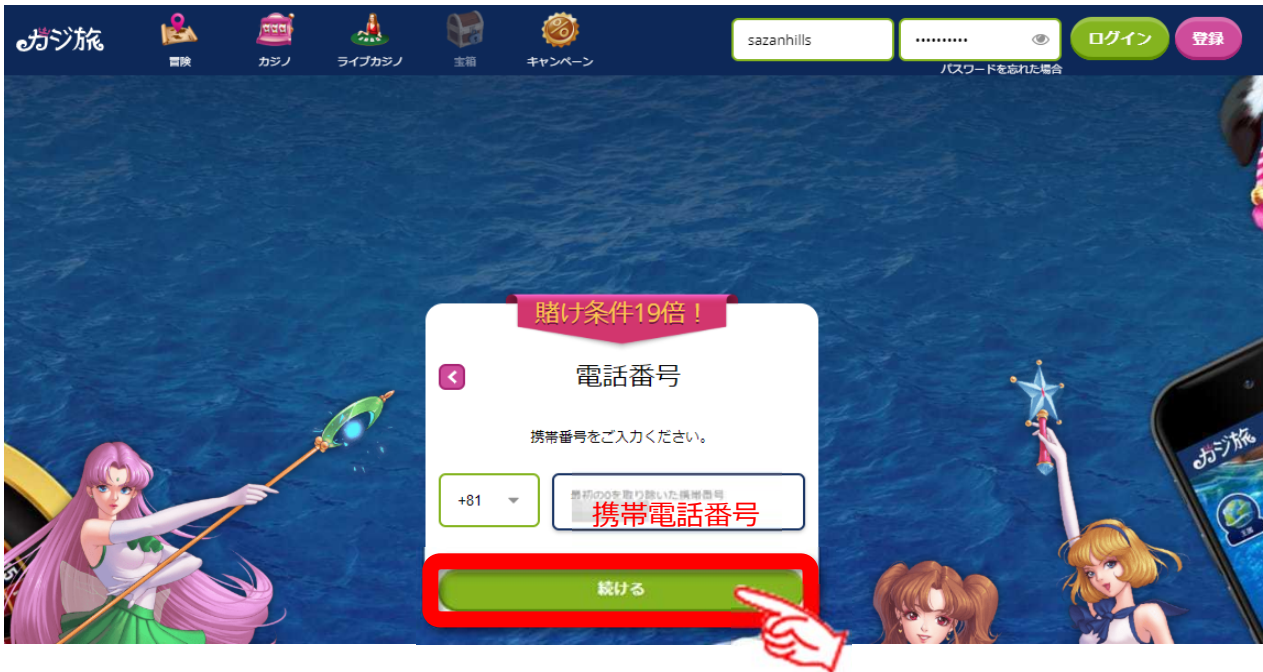 カジ旅
冒険
カジノ
ライブカジノ
宝箱
キャンペーン
sazanhills
ログイン
登録
パスワードを忘れた場合
賭け条件19倍！
電話番号
携帯番号をご入力ください。
+81
最初の0を取り除いた携帯番号
携帯電話番号
続ける
カジ旅
15